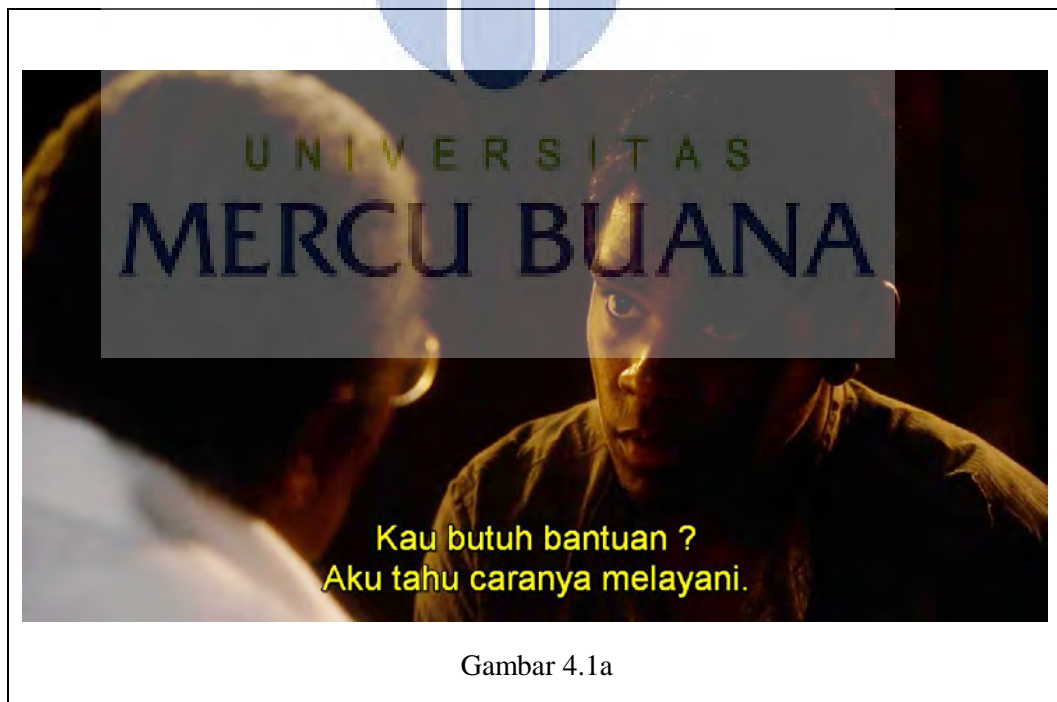 UNIVERSITAS
MERCU BUANA
Kau butuh bantuan ?
Aku tahu caranya melayani.
Gambar 4.1a